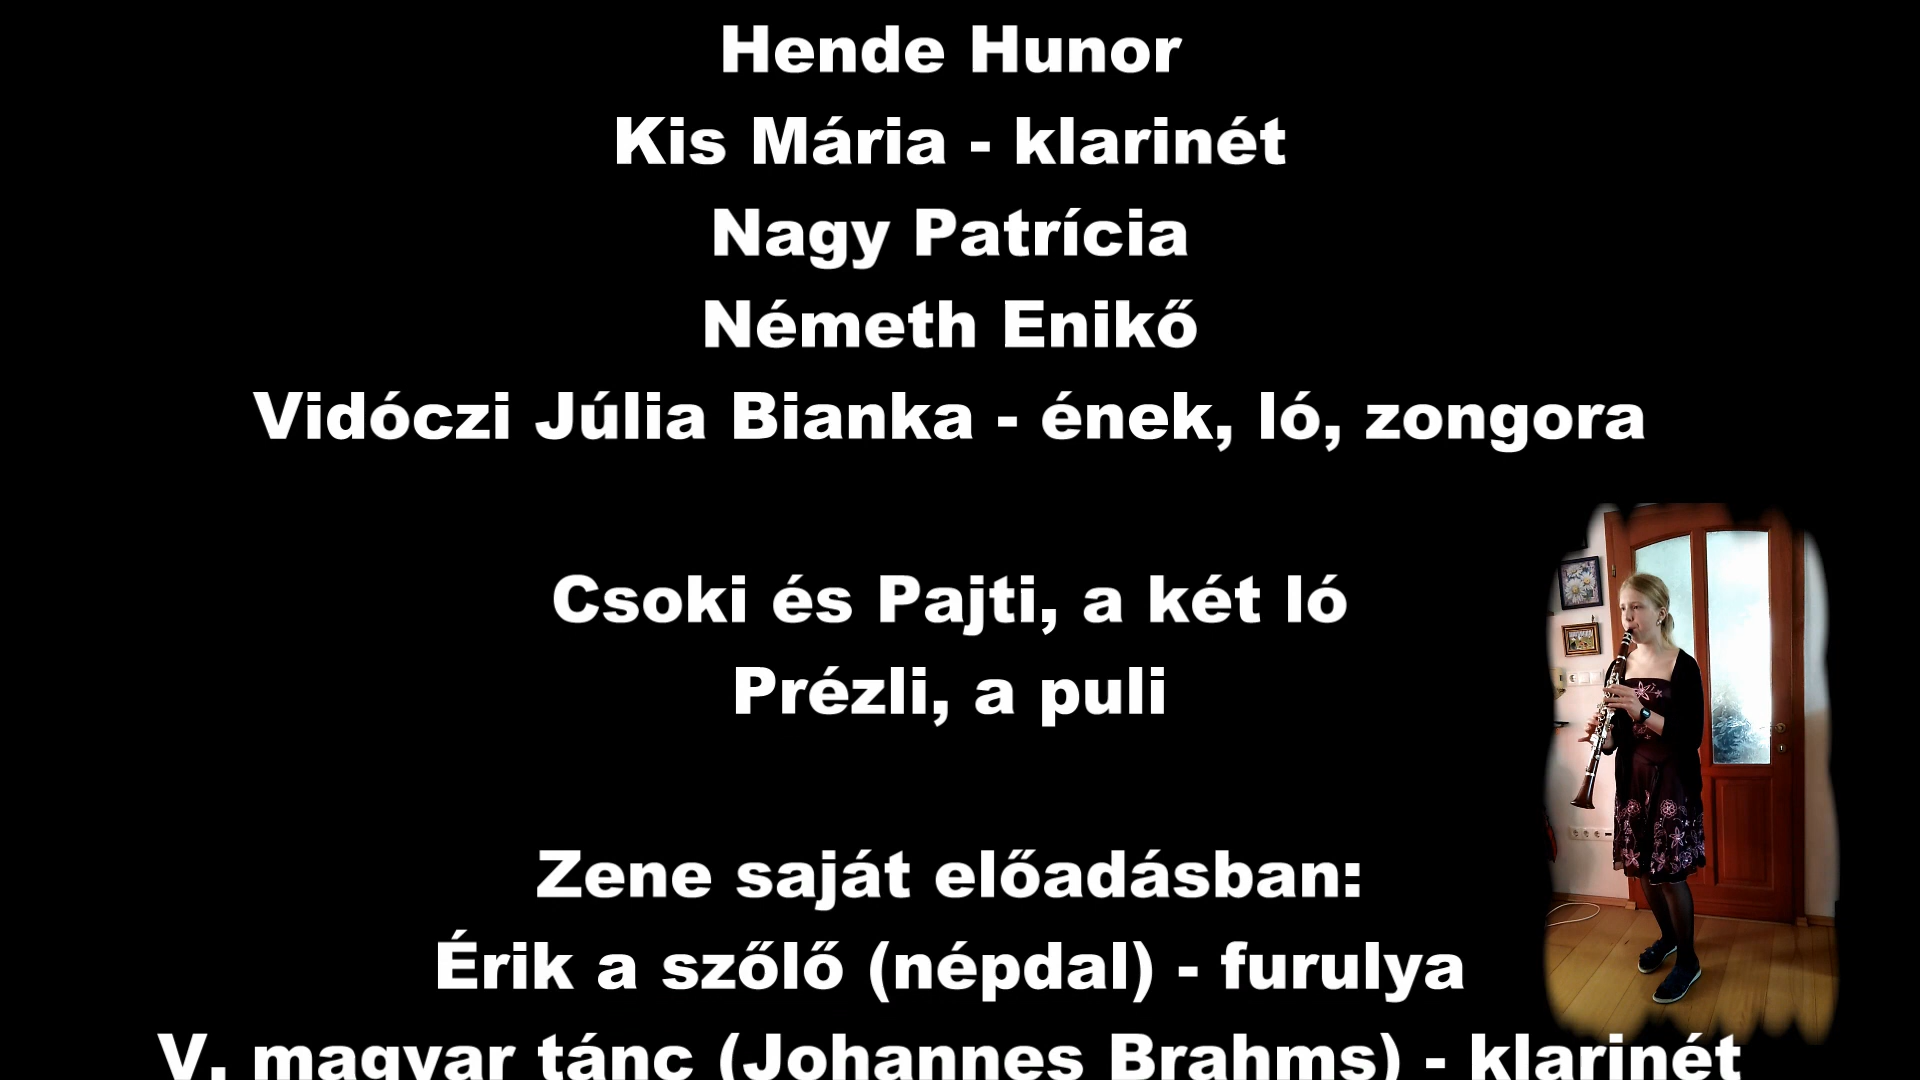 Hende Hunor
Kis Mária - klarinét
Nagy Patrícia
Németh Enikő
Vidóczi Júlia Bianka - ének, ló, zongora
Csoki és Pajti, a két ló
Prézli, a puli
Zene saját előadásban:
Érik a szőlő (népdal) - furulya
V. magyar tánc (Johannes Brahms) - klarinét